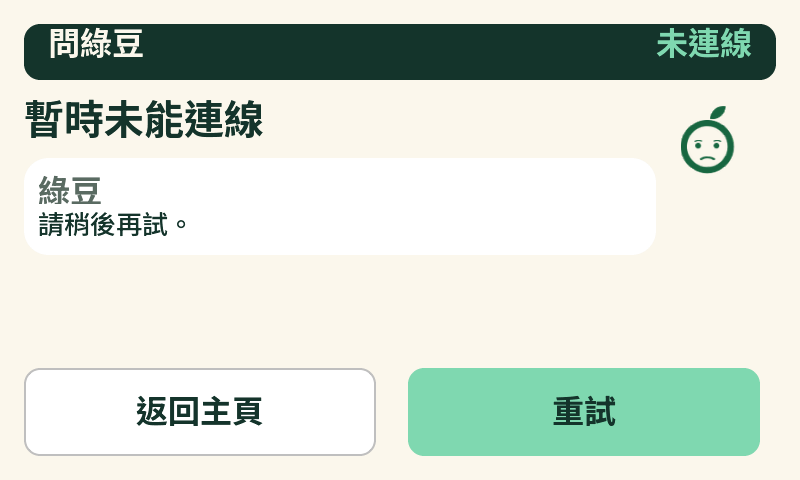 問綠豆
未連線
暫時未能連線
綠豆
請稍後再試。
返回主頁
重試